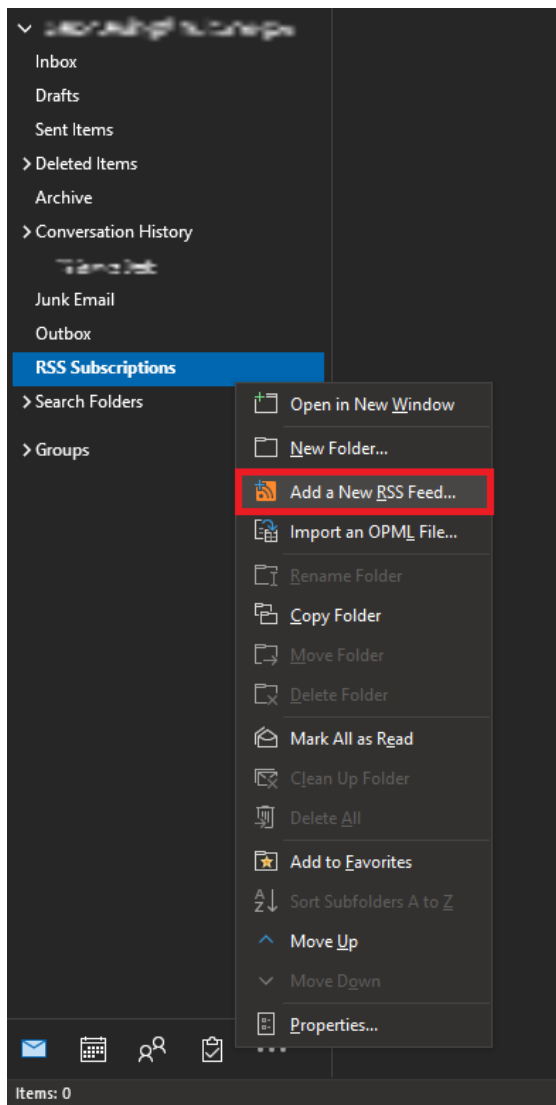 Inbox
Drafts
Sent Items
Deleted Items
Archive
Conversation History
Junk Email
Outbox
RSS Subscriptions
Search Folders
Groups
Open in New Window
New Folder...
Add a New RSS Feed...
Import an OPML File...
Rename Folder
Copy Folder
Move Folder
Delete Folder
Mark All as Read
Clean Up Folder
Delete All
Add to Favorites
Sort Subfolders A to Z
Move Up
Move Down
Properties...
Items: 0